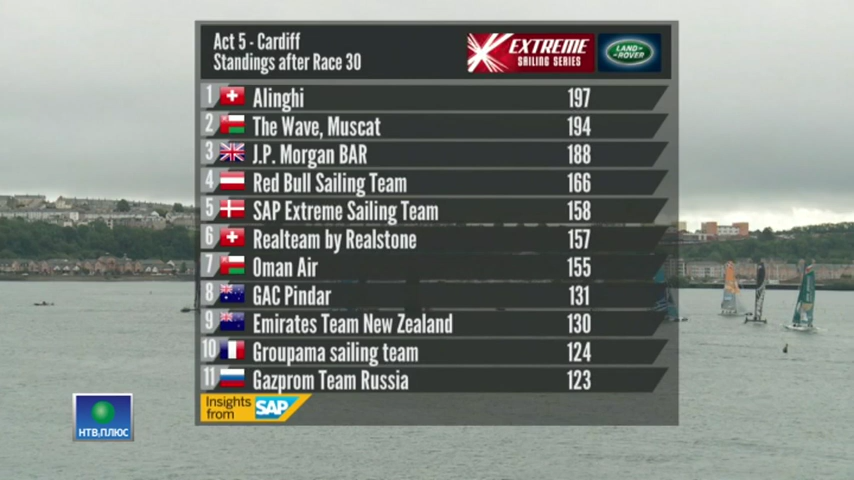 Act 5 - Cardiff
Standings after Race 30
EXTREME
SAILING SERIES
LAND-
ROVER
1 Alinghi 197
2 The Wave, Muscat 194
3 J.P. Morgan BAR 188
4 Red Bull Sailing Team 166
5 SAP Extreme Sailing Team 158
6 Realteam by Realstone 157
7 Oman Air 155
8 GAC Pindar 131
9 Emirates Team New Zealand 130
10 Groupama sailing team 124
11 Gazprom Team Russia 123
Insights
from SAP
НТВ,ПЛЮС